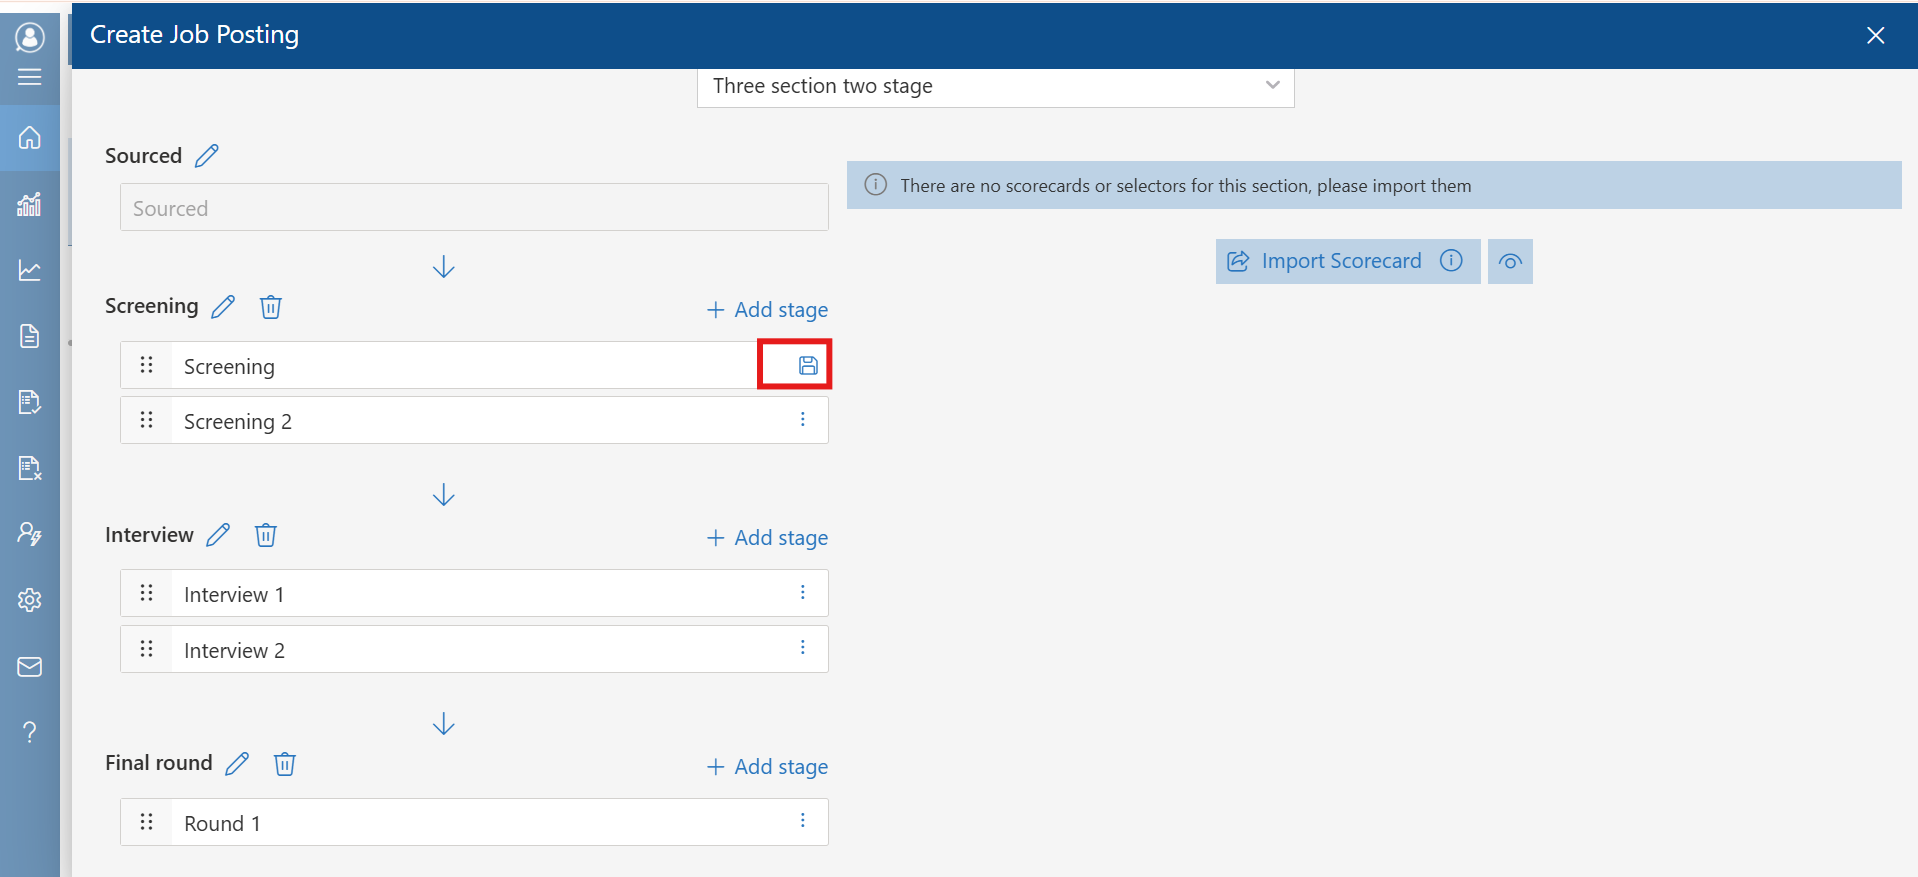 Create Job Posting
Three section two stage
Sourced
Sourced
There are no scorecards or selectors for this section, please import them
Import Scorecard
Screening
Add stage
Screening
Screening 2
Interview
Add stage
Interview 1
Interview 2
Final round
Add stage
Round 1